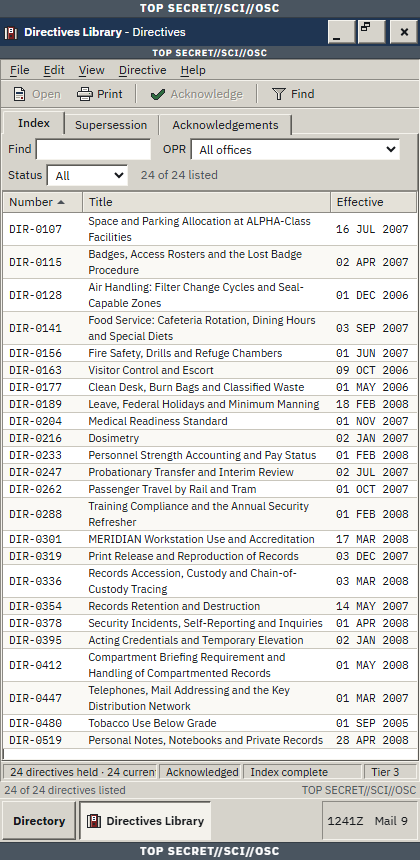 TOP SECRET//SCI//OSC
Directives Library - Directives
TOP SECRET//SCI//OSC
File Edit View Directive Help
Open Print Acknowledge Find
Index Supersession Acknowledgements
Find OPR All offices
Status All 24 of 24 listed
Number Title Effective
DIR-0107 Space and Parking Allocation at ALPHA-Class Facilities 16 JUL 2007
DIR-0115 Badges, Access Rosters and the Lost Badge Procedure 02 APR 2007
DIR-0128 Air Handling: Filter Change Cycles and Seal-Capable Zones 01 DEC 2006
DIR-0141 Food Service: Cafeteria Rotation, Dining Hours and Special Diets 03 SEP 2007
DIR-0156 Fire Safety, Drills and Refuge Chambers 01 JUN 2007
DIR-0163 Visitor Control and Escort 09 OCT 2006
DIR-0177 Clean Desk, Burn Bags and Classified Waste 01 MAY 2006
DIR-0189 Leave, Federal Holidays and Minimum Manning 18 FEB 2008
DIR-0204 Medical Readiness Standard 01 NOV 2007
DIR-0216 Dosimetry 02 JAN 2007
DIR-0233 Personnel Strength Accounting and Pay Status 01 FEB 2008
DIR-0247 Probationary Transfer and Interim Review 02 JUL 2007
DIR-0262 Passenger Travel by Rail and Tram 01 OCT 2007
DIR-0288 Training Compliance and the Annual Security Refresher 01 FEB 2008
DIR-0301 MERIDIAN Workstation Use and Accreditation 17 MAR 2008
DIR-0319 Print Release and Reproduction of Records 03 DEC 2007
DIR-0336 Records Accession, Custody and Chain-of-Custody Tracing 03 MAR 2008
DIR-0354 Records Retention and Destruction 14 MAY 2007
DIR-0378 Security Incidents, Self-Reporting and Inquiries 01 APR 2008
DIR-0395 Acting Credentials and Temporary Elevation 02 JAN 2008
DIR-0412 Compartment Briefing Requirement and Handling of Compartmented Records 01 MAY 2008
DIR-0447 Telephones, Mail Addressing and the Key Distribution Network 01 MAR 2007
DIR-0480 Tobacco Use Below Grade 01 SEP 2005
DIR-0519 Personal Notes, Notebooks and Private Records 28 APR 2008
24 directives held · 24 curren Acknowledged Index complete Tier 3
24 of 24 directives listed TOP SECRET//SCI//OSC
Directory Directives Library 1241Z Mail 9
TOP SECRET//SCI//OSC